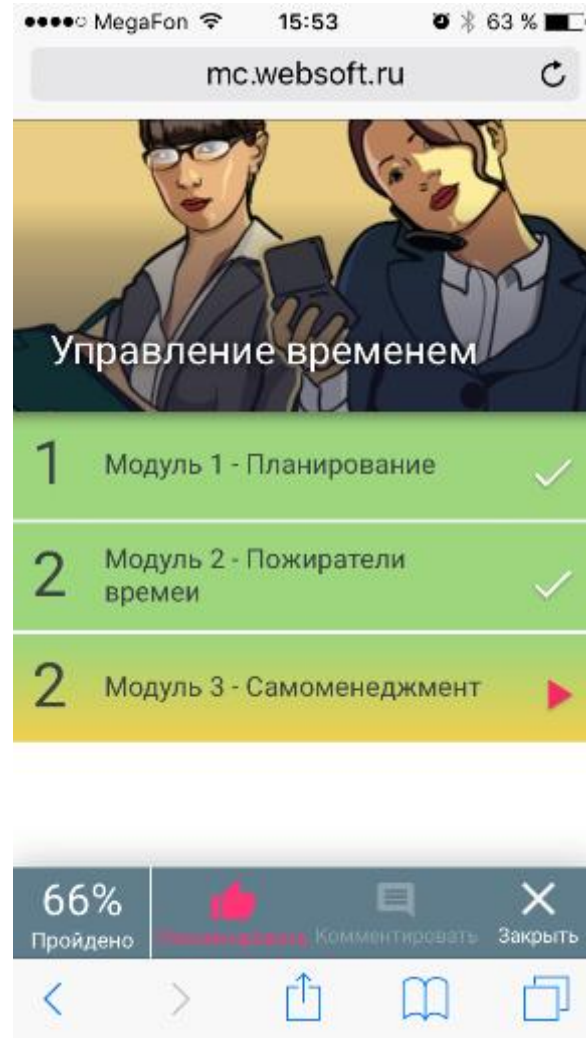 MegaFon 15:53 63 %
mc.websoft.ru
Управление временем
1 Модуль 1 - Планирование
2 Модуль 2 - Пожиратели
времеи
2 Модуль 3 - Самоменеджмент
66%
Пройдено Комментировать Закрыть